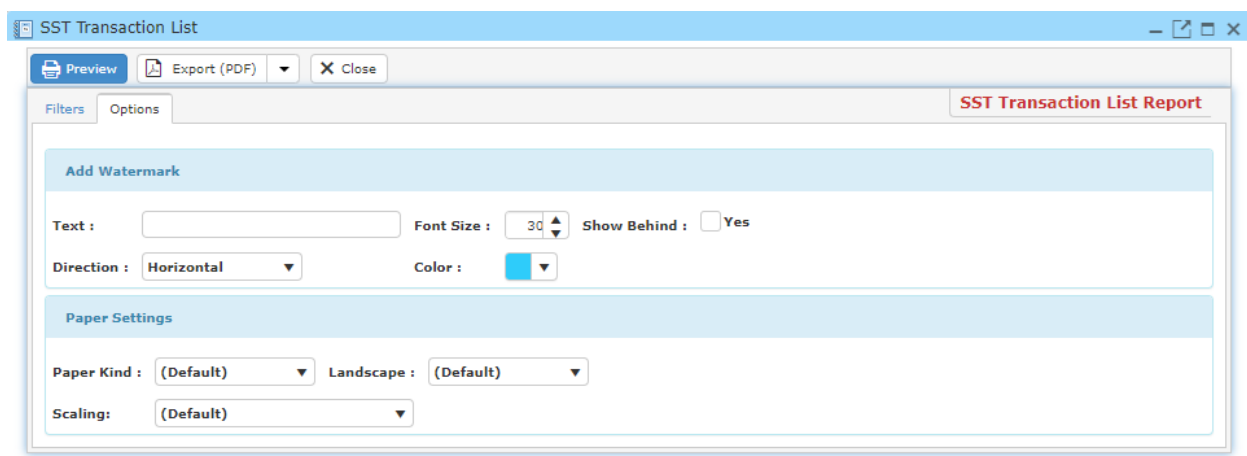 SST Transaction List
Preview Export (PDF) Close
Filters Options SST Transaction List Report
Add Watermark
Text : Font Size : 30 Show Behind : Yes
Direction : Horizontal Color :
Paper Settings
Paper Kind : (Default) Landscape : (Default)
Scaling: (Default)